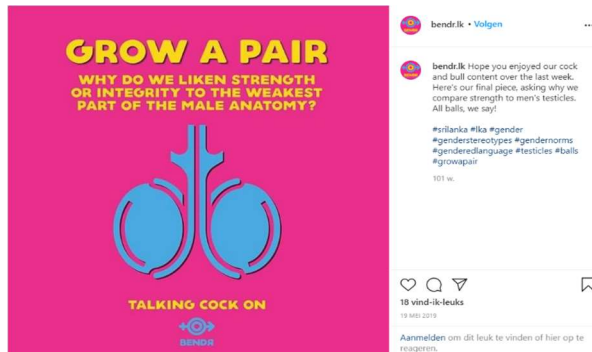 GROW A PAIR
WHY DO WE LIKEN STRENGTH
OR INTEGRITY TO THE WEAKEST
PART OF THE MALE ANATOMY?
TALKING COCK ON
BENDR
bendr.lk • Volgen
bendr.lk Hope you enjoyed our cock
and bull content over the last week.
Here's our final piece, asking why we
compare strength to men's testicles.
All balls, we say!
#srilanka #lka #gender
#genderstereotypes #gendernorms
#genderedlanguage #testicles #balls
#growapair
101 w.
18 vind-ik-leuks
19 MEI 2019
Aanmelden om dit leuk te vinden of hier op te
reageren.